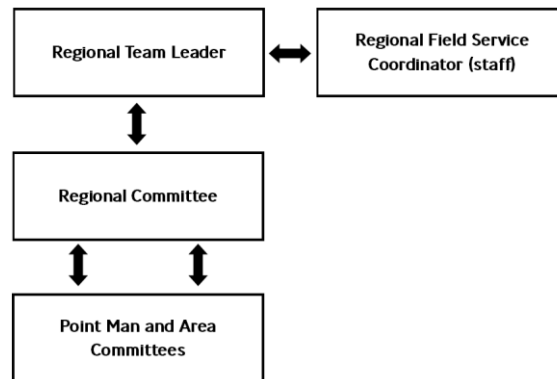 Regional Team Leader
Regional Field Service
Coordinator (staff)
Regional Committee
Point Man and Area
Committees